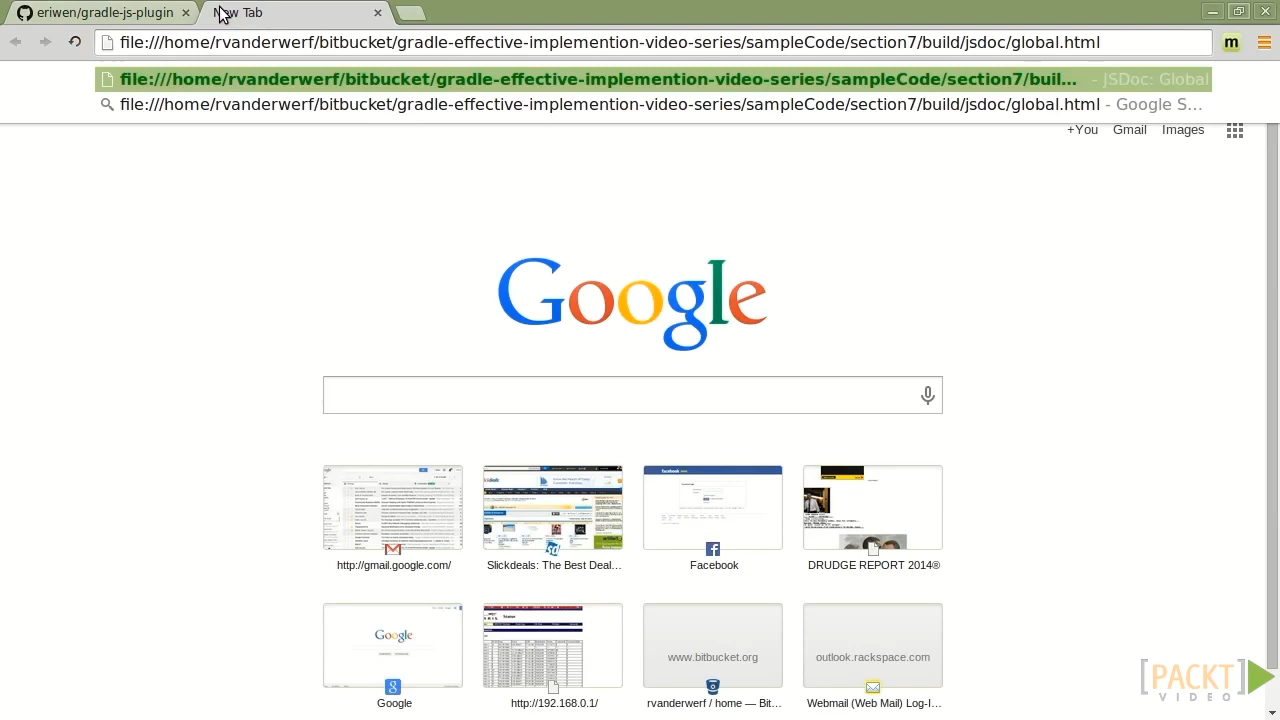 eriwen/gradle-js-plugin
New Tab
file:///home/rvanderwerf/bitbucket/gradle-effective-implemention-video-series/sampleCode/section7/build/jsdoc/global.html
m
file:///home/rvanderwerf/bitbucket/gradle-effective-implemention-video-series/sampleCode/section7/buil... - JSDoc: Global
file:///home/rvanderwerf/bitbucket/gradle-effective-implemention-video-series/sampleCode/section7/build/jsdoc/global.html - Google S...
+You Gmail Images
Google
http://gmail.google.com/
Slickdeals: The Best Deal...
Facebook
DRUDGE REPORT 2014®
Google
www.bitbucket.org
outlook.rackspace.com
Google
http://192.168.0.1/
rvanderwerf / home — Bit...
Webmail (Web Mail) Log-I...
[PACKT]
VIDEO